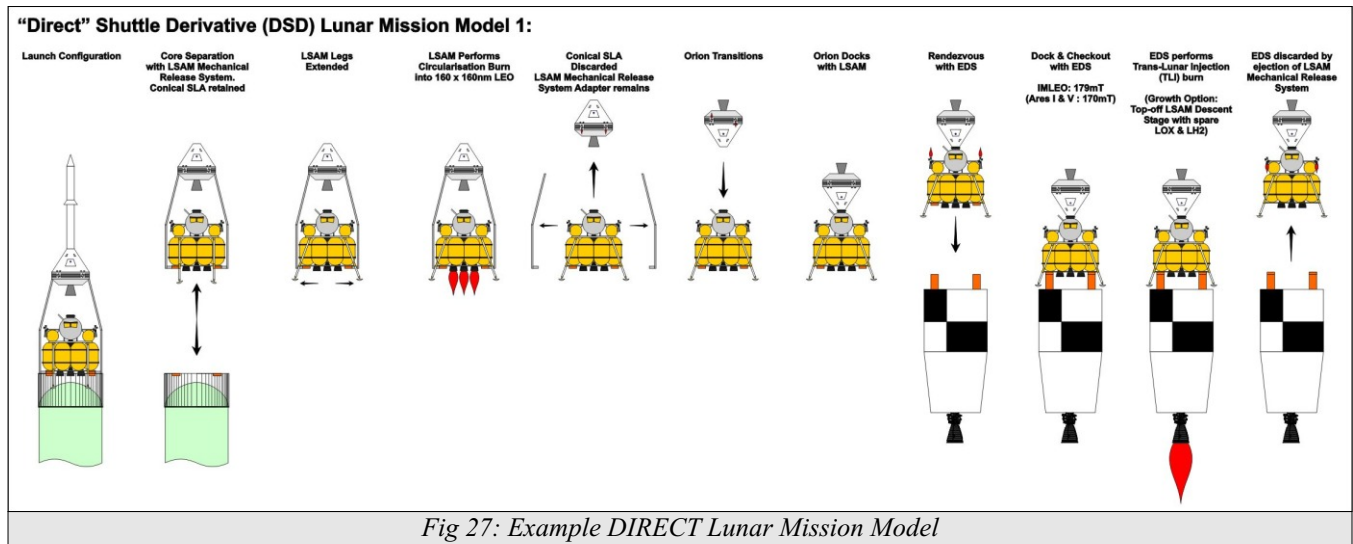 “Direct” Shuttle Derivative (DSD) Lunar Mission Model 1:
Launch Configuration
Core Separation
with LSAM Mechanical
Release System.
Conical SLA retained
LSAM Legs
Extended
LSAM Performs
Circularisation Burn
into 160 x 160nm LEO
Conical SLA
Discarded
LSAM Mechanical Release
System Adapter remains
Orion Transitions
Orion Docks
with LSAM
Rendezvous
with EDS
Dock & Checkout
with EDS
IMLEO: 179mT
(Ares I & V : 170mT)
EDS performs
Trans-Lunar Injection
(TLI) burn
(Growth Option:
Top-off LSAM Descent
Stage with spare
LOX & LH2)
EDS discarded by
ejection of LSAM
Mechanical Release
System
Fig 27: Example DIRECT Lunar Mission Model